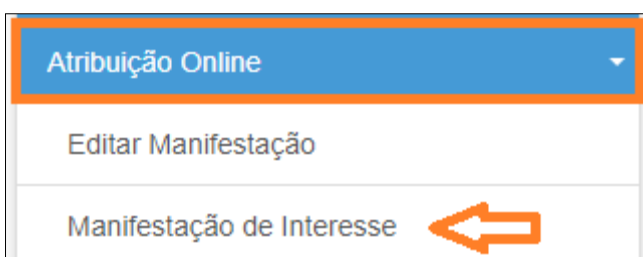 Atribuição Online
Editar Manifestação
Manifestação de Interesse